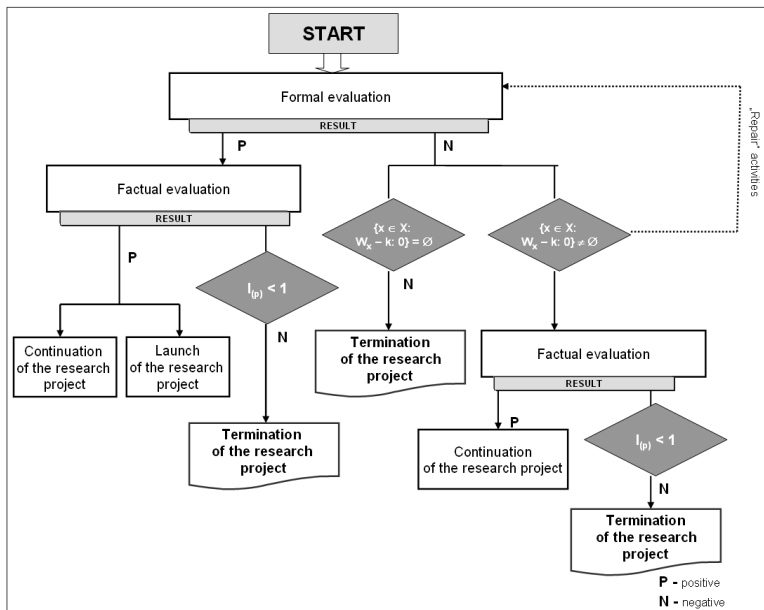 START
Formal evaluation
RESULT
P
N
„Repair” activities
Factual evaluation
RESULT
{x ∈ X:
Wₓ – k: 0} = Ø
{x ∈ X:
Wₓ – k: 0} ≠ Ø
P
I₍ₚ₎ < 1
N
N
Continuation
of the research
project
Launch
of the research
project
Termination
of the research
project
Factual evaluation
RESULT
P
Termination
of the research
project
Continuation
of the research project
I₍ₚ₎ < 1
N
Termination
of the research
project
P - positive
N - negative